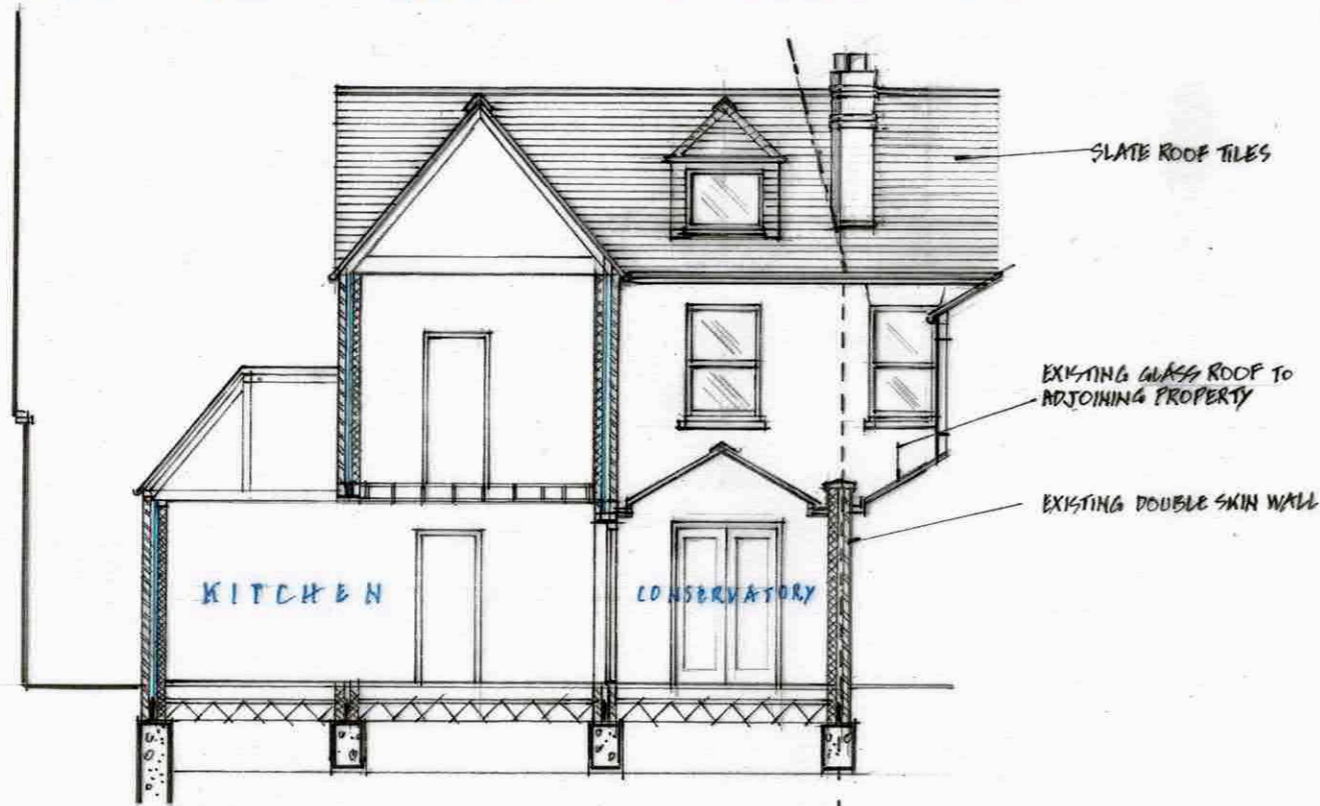 SLATE ROOF TILES
EXISTING GLASS ROOF TO
ADJOINING PROPERTY
EXISTING DOUBLE SKIN WALL
KITCHEN
CONSERVATORY